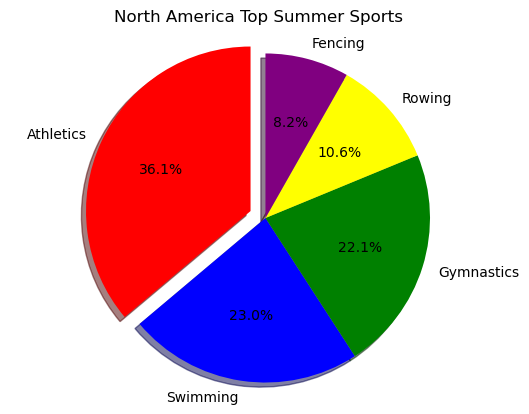 North America Top Summer Sports
Fencing
Rowing
Athletics
8.2%
10.6%
36.1%
22.1%
Gymnastics
23.0%
Swimming